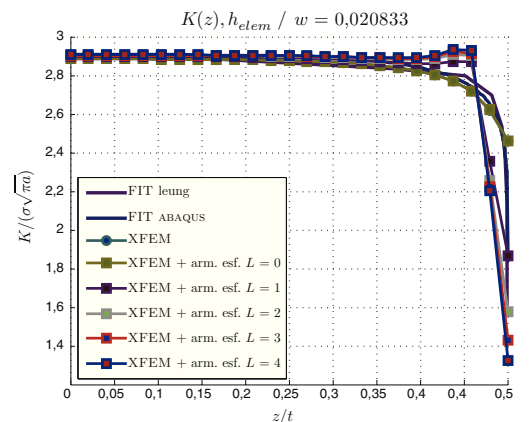 K(z), h_elem / w = 0,020833
3
2,8
2,6
2,4
2,2
2
1,8
1,6
1,4
K/(σ√πa)
FIT leung
FIT ABAQUS
XFEM
XFEM + arm. esf. L = 0
XFEM + arm. esf. L = 1
XFEM + arm. esf. L = 2
XFEM + arm. esf. L = 3
XFEM + arm. esf. L = 4
0 0,05 0,1 0,15 0,2 0,25 0,3 0,35 0,4 0,45 0,5
z/t